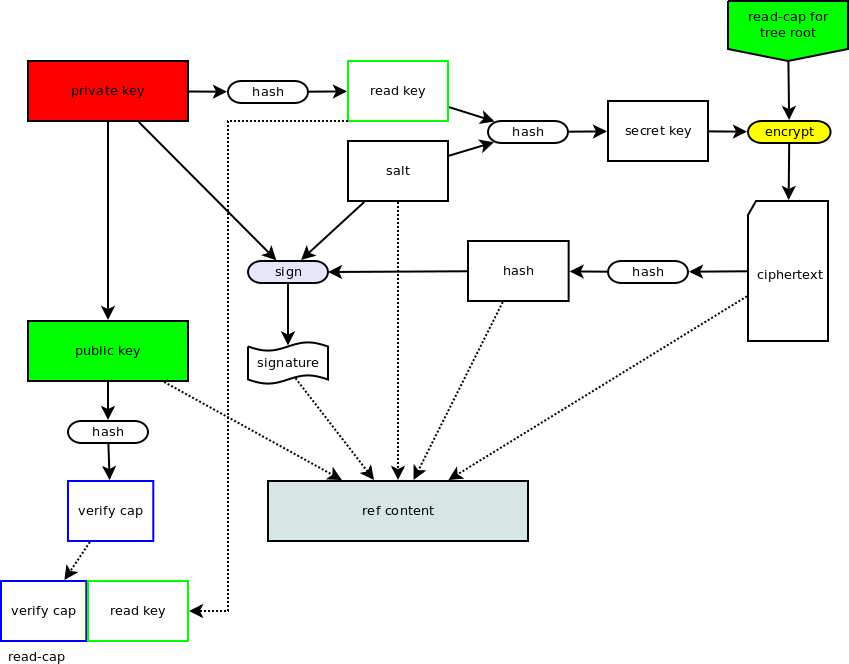 read-cap for
tree root
private key
hash
read key
hash
secret key
encrypt
salt
sign
hash
hash
ciphertext
public key
signature
hash
verify cap
ref content
verify cap
read key
read-cap